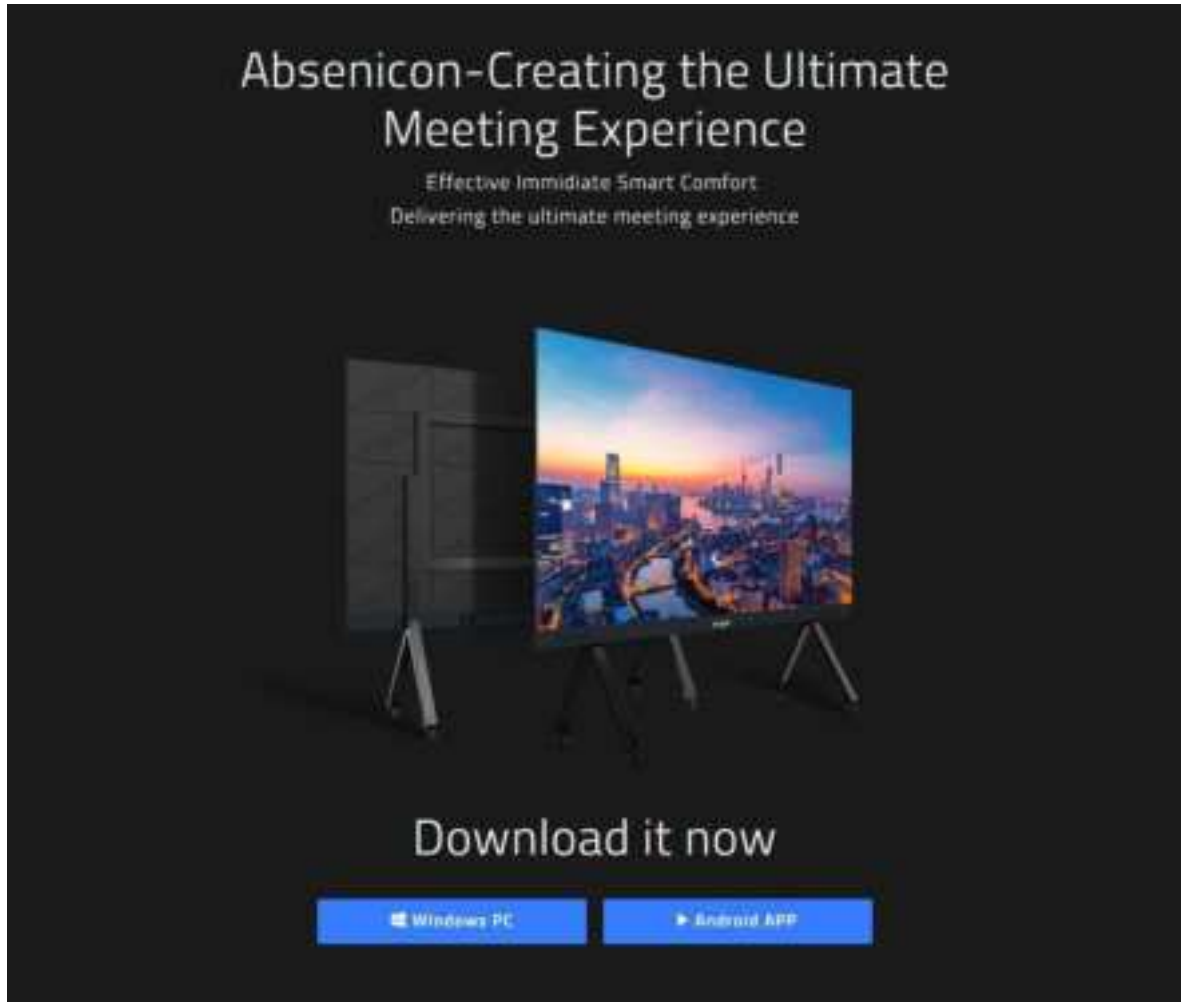 Absenicon-Creating the Ultimate
Meeting Experience
Effective Immidiate Smart Comfort
Delivering the ultimate meeting experience
Download it now
Windows PC
Android APP